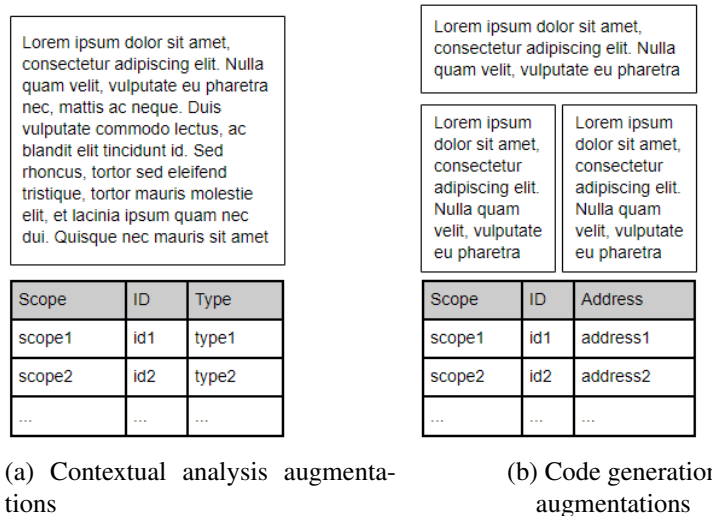 Lorem ipsum dolor sit amet,
consectetur adipiscing elit. Nulla
quam velit, vulputate eu pharetra
nec, mattis ac neque. Duis
vulputate commodo lectus, ac
blandit elit tincidunt id. Sed
rhoncus, tortor sed eleifend
tristique, tortor mauris molestie
elit, et lacinia ipsum quam nec
dui. Quisque nec mauris sit amet
Scope ID Type
scope1 id1 type1
scope2 id2 type2
... ... ...
(a) Contextual analysis augmenta-
tions
Lorem ipsum dolor sit amet,
consectetur adipiscing elit. Nulla
quam velit, vulputate eu pharetra
Lorem ipsum
dolor sit amet,
consectetur
adipiscing elit.
Nulla quam
velit, vulputate
eu pharetra
Lorem ipsum
dolor sit amet,
consectetur
adipiscing elit.
Nulla quam
velit, vulputate
eu pharetra
Scope ID Address
scope1 id1 address1
scope2 id2 address2
... ... ...
(b) Code generation
augmentations